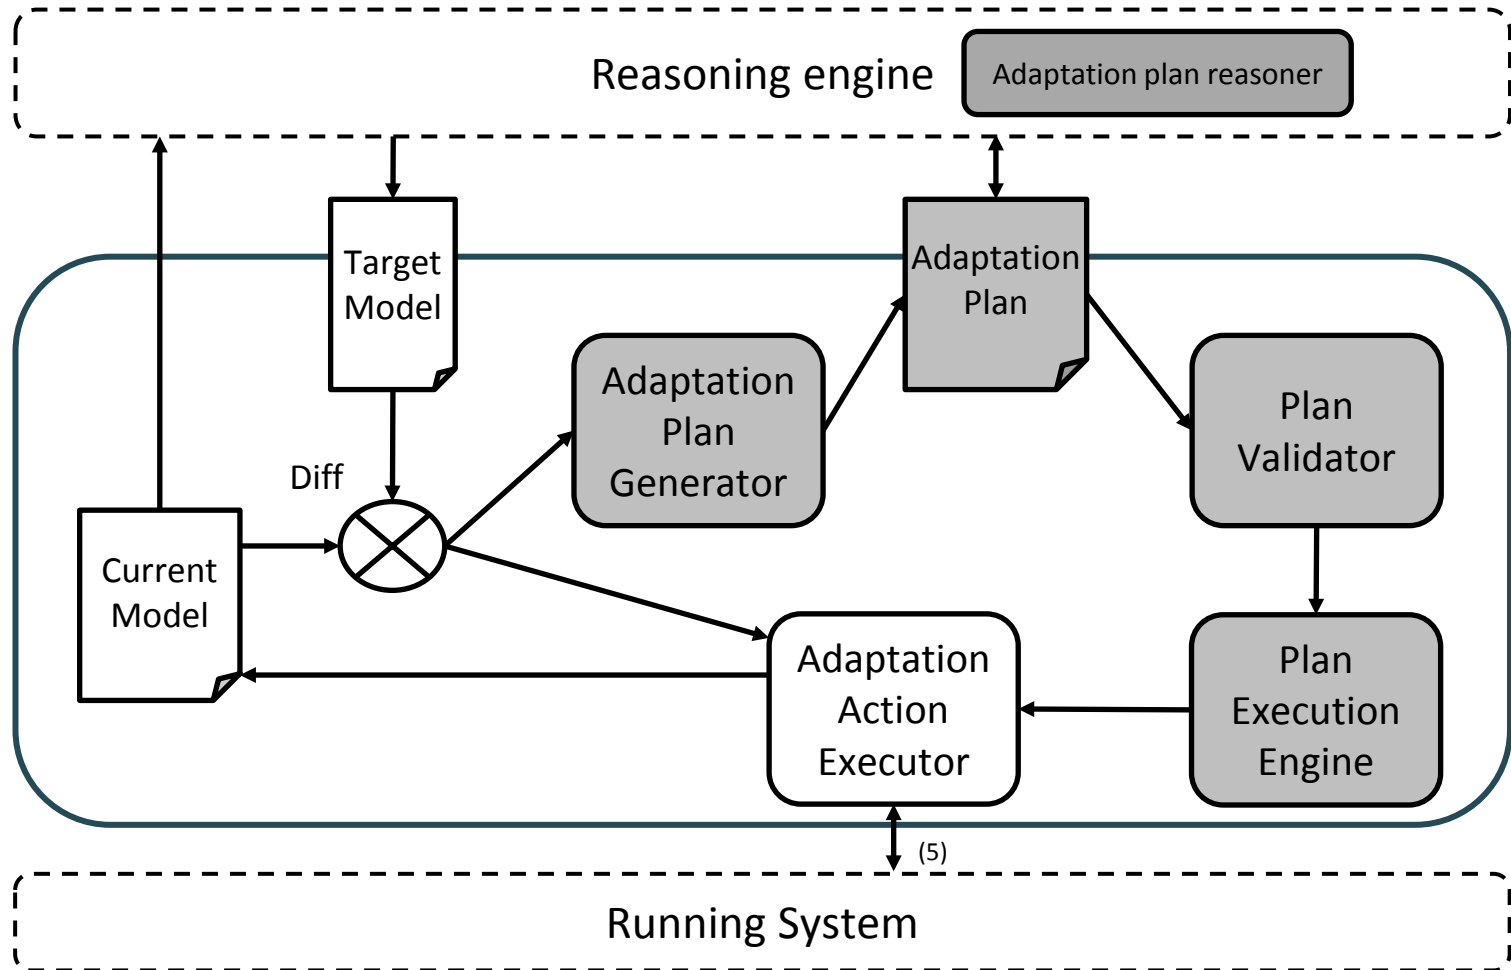 Reasoning engine
Adaptation plan reasoner
Target
Model
Adaptation
Plan
Adaptation
Plan
Generator
Plan
Validator
Diff
Current
Model
Adaptation
Action
Executor
Plan
Execution
Engine
(5)
Running System